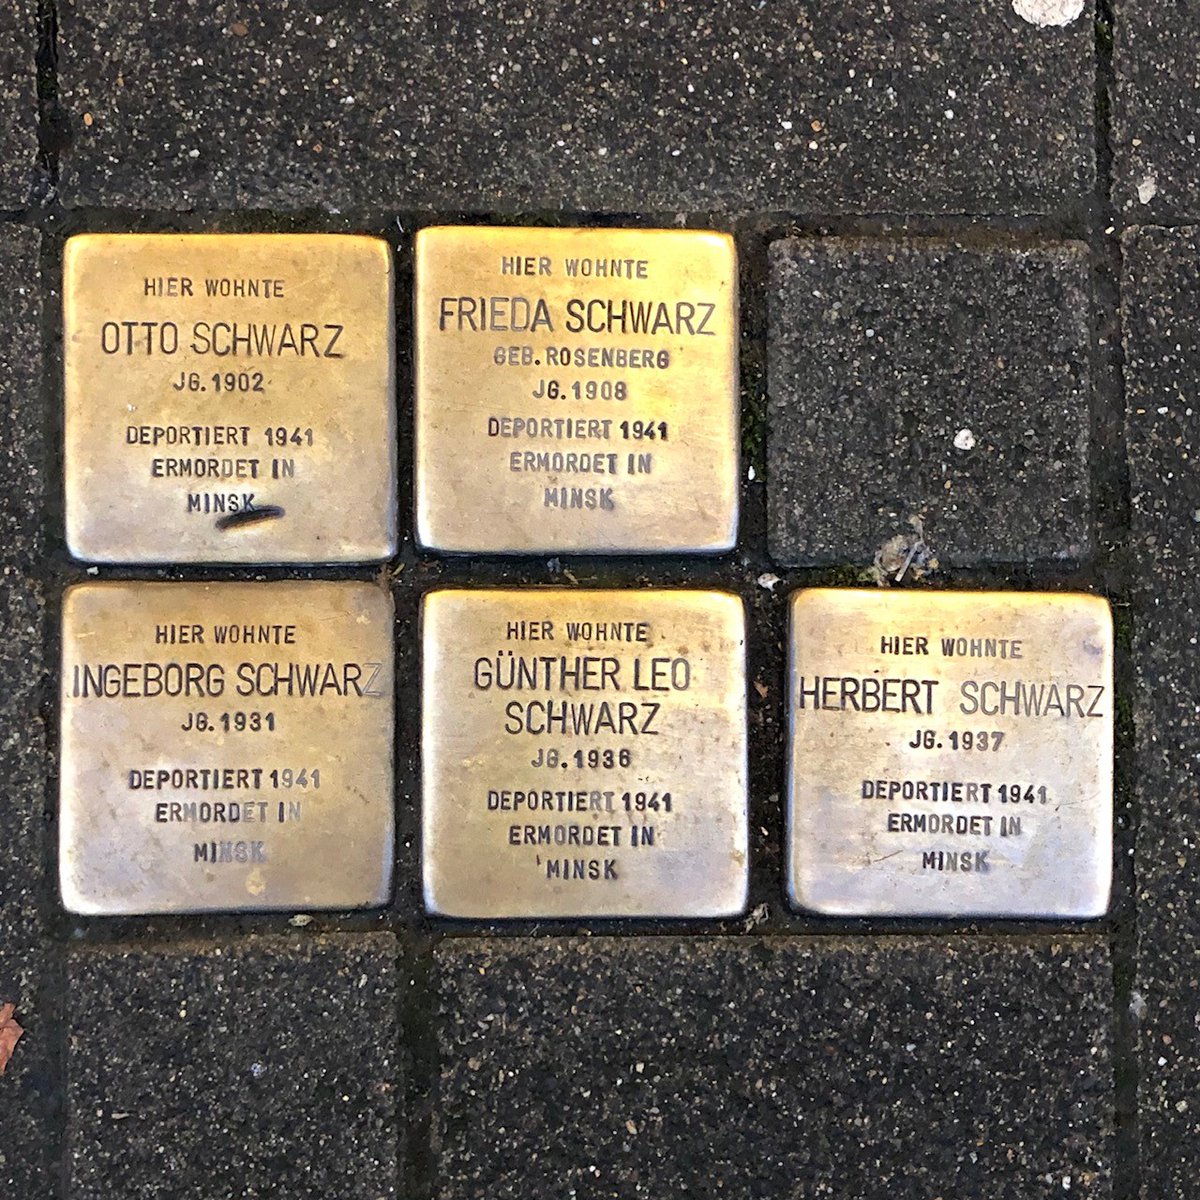 HIER WOHNTE
OTTO SCHWARZ
JG. 1902
DEPORTIERT 1941
ERMORDET IN
MINSK
HIER WOHNTE
FRIEDA SCHWARZ
GEB. ROSENBERG
JG. 1908
DEPORTIERT 1941
ERMORDET IN
MINSK
HIER WOHNTE
INGEBORG SCHWARZ
JG. 1931
DEPORTIERT 1941
ERMORDET IN
MINSK
HIER WOHNTE
GÜNTHER LEO
SCHWARZ
JG. 1936
DEPORTIERT 1941
ERMORDET IN
MINSK
HIER WOHNTE
HERBERT SCHWARZ
JG. 1937
DEPORTIERT 1941
ERMORDET IN
MINSK